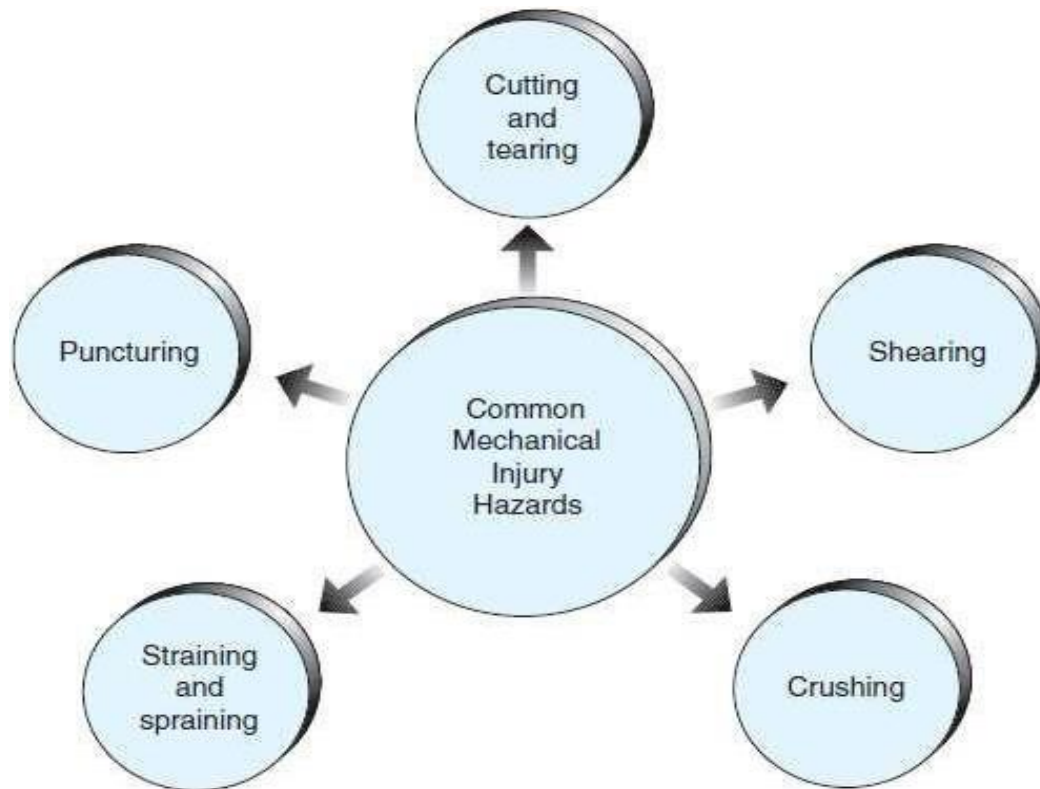 Cutting
and
tearing
Puncturing
Shearing
Common
Mechanical
Injury
Hazards
Straining
and
spraining
Crushing